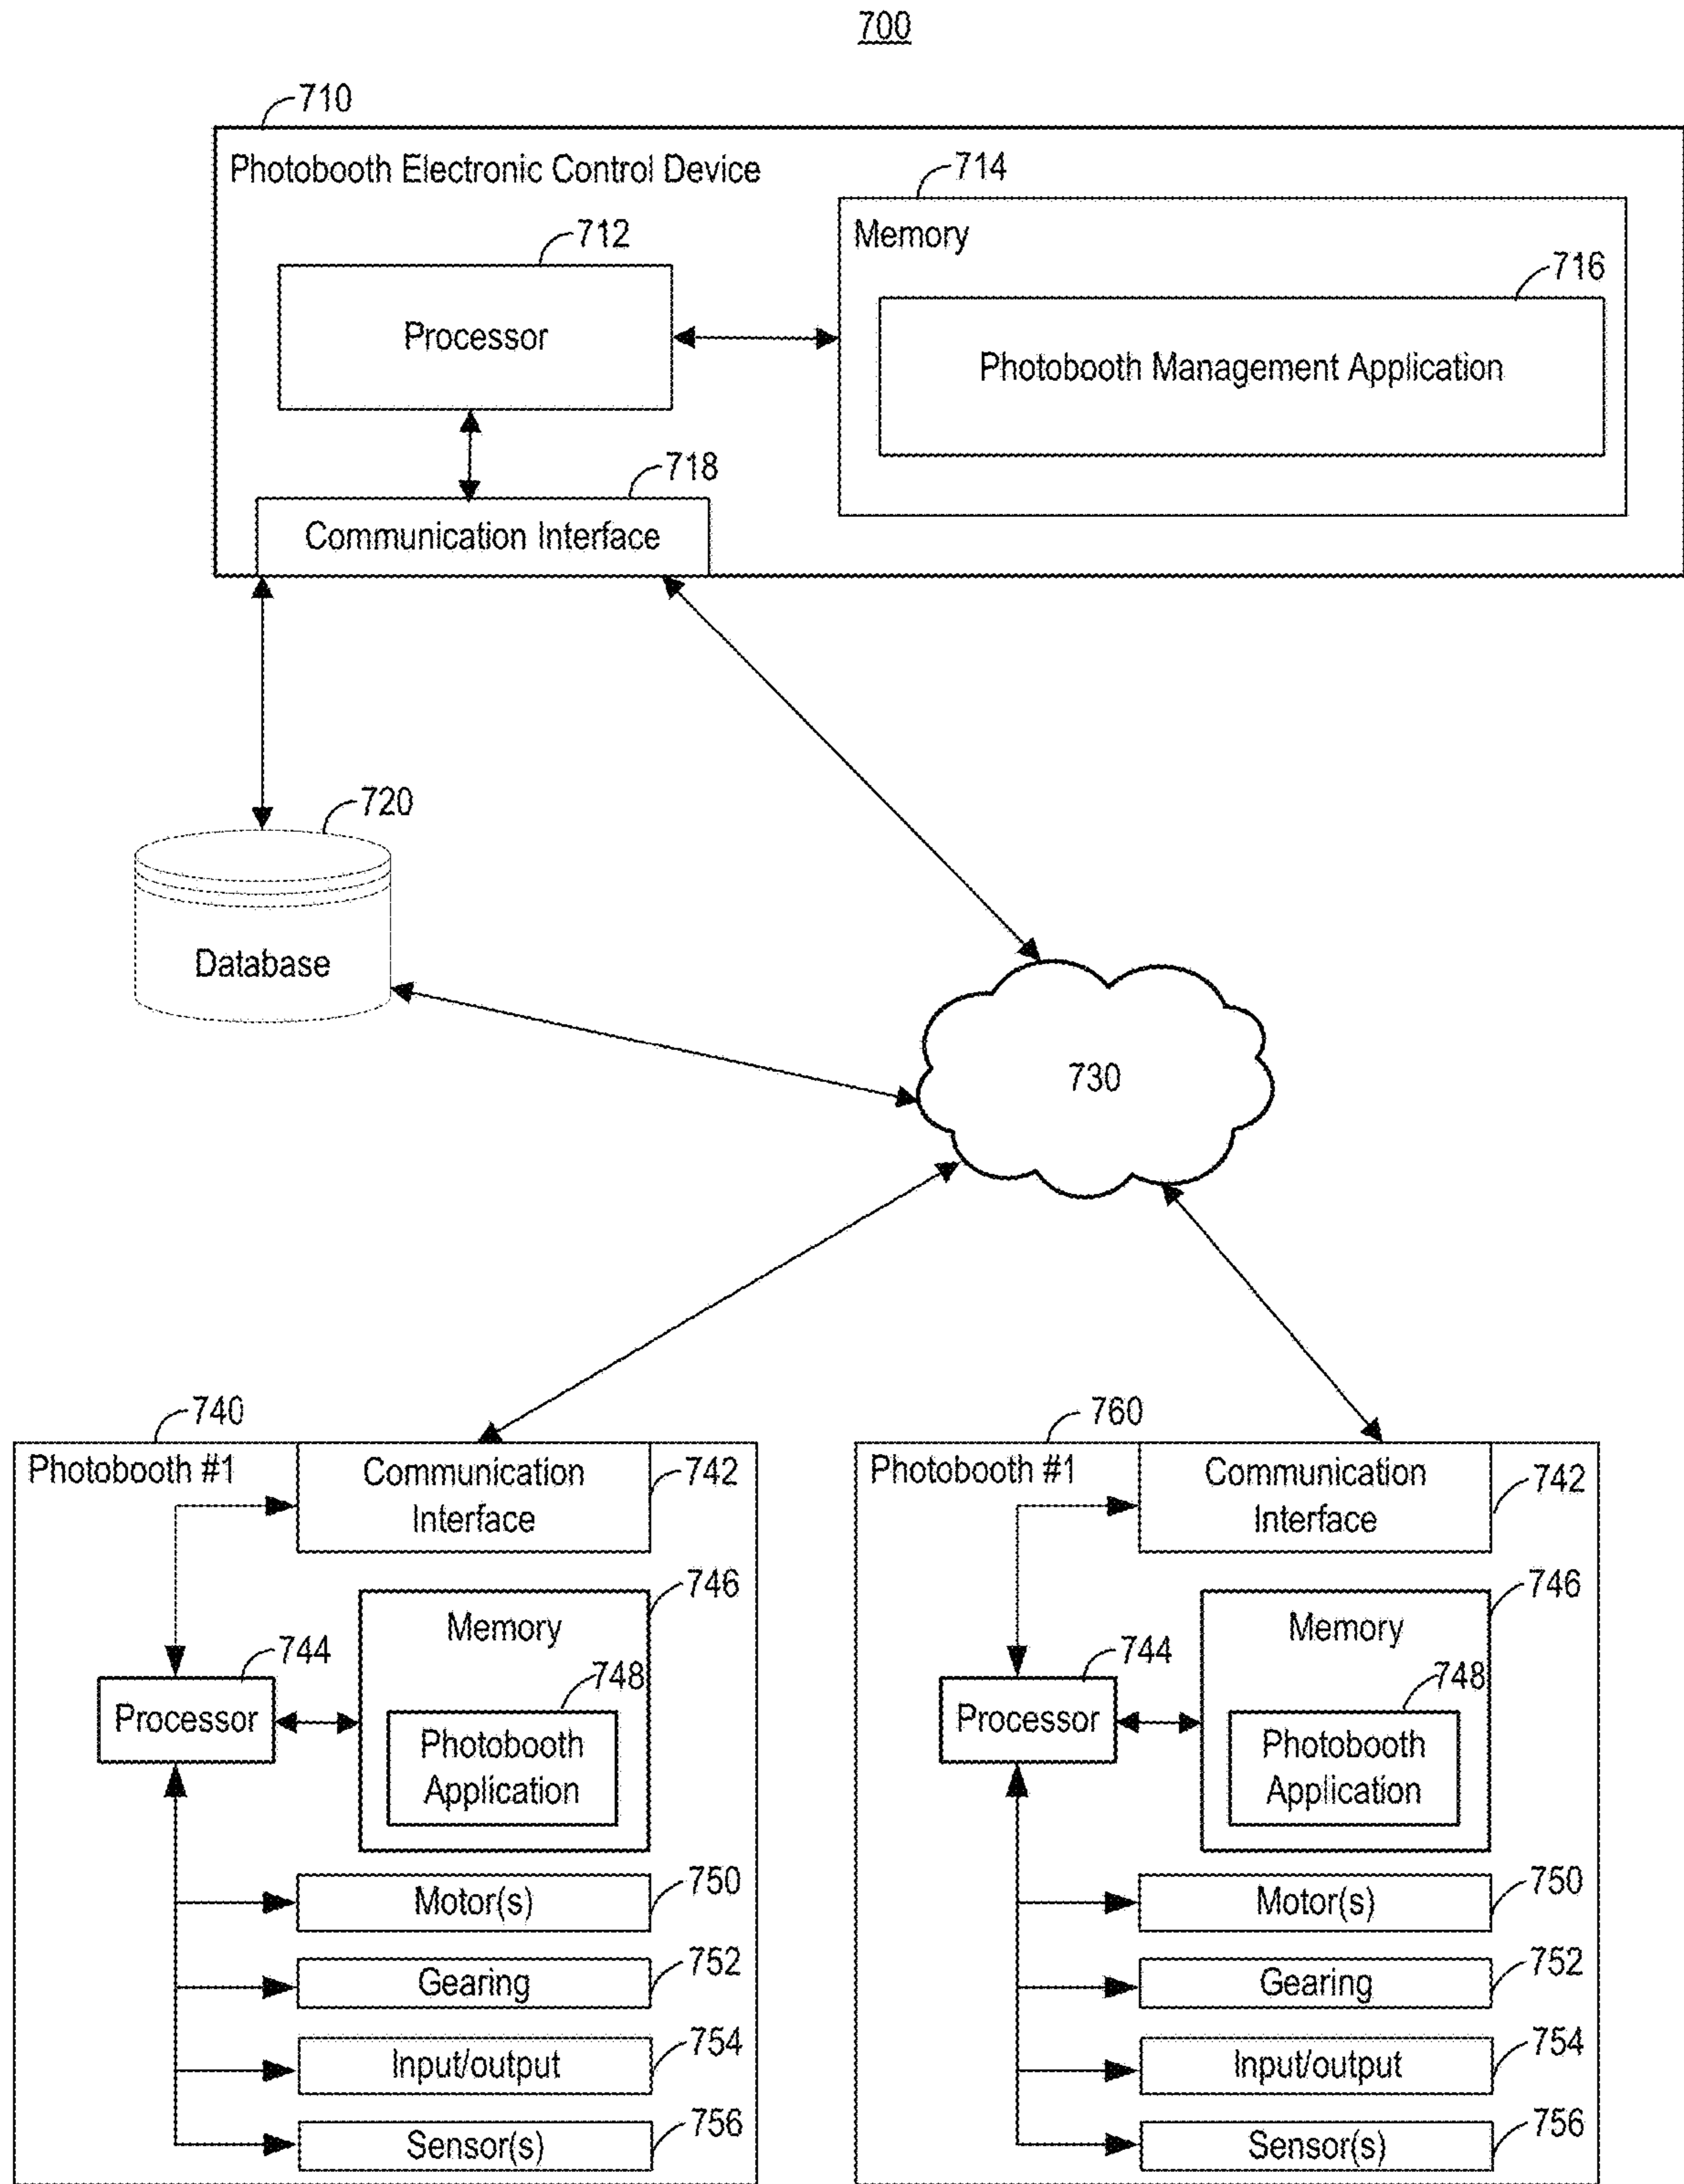 700
710
Photobooth Electronic Control Device
714
Memory
712
Processor
716
Photobooth Management Application
718
Communication Interface
720
Database
730
740
Photobooth #1
Communication
Interface
742
746
Memory
744
Processor
748
Photobooth
Application
Motor(s)
750
Gearing
752
Input/output
754
Sensor(s)
756
760
Photobooth #1
Communication
Interface
742
746
Memory
744
Processor
748
Photobooth
Application
Motor(s)
750
Gearing
752
Input/output
754
Sensor(s)
756